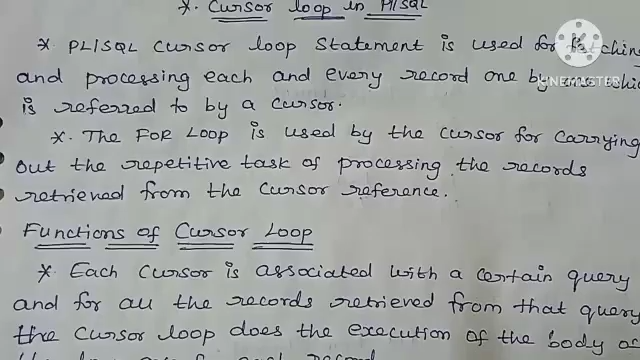 *. Cursor loop in Pl/SQL
* PL/SQL cursor loop statement is used for fetching
and processing each and every record one by one
is referred to by a cursor.
*. The FOR LOOP is used by the cursor for carrying
out the repetitive task of processing the records
retrieved from the cursor reference.
Functions of Cursor Loop
* Each cursor is associated with a certain query
and for all the records retrieved from that query
the cursor loop does the execution of the body of
KINEMASTER